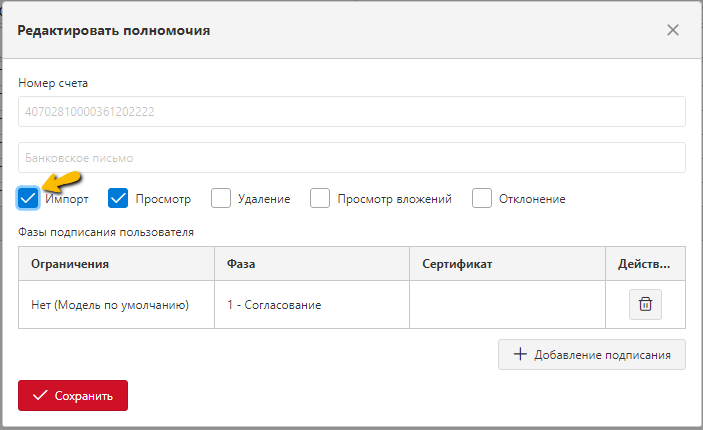 Редактировать полномочия
Номер счета
40702810000361202222
Банковское письмо
Импорт Просмотр Удаление Просмотр вложений Отклонение
Фазы подписания пользователя
Ограничения Фаза Сертификат Действ...
Нет (Модель по умолчанию) 1 - Согласование
Добавление подписания
Сохранить